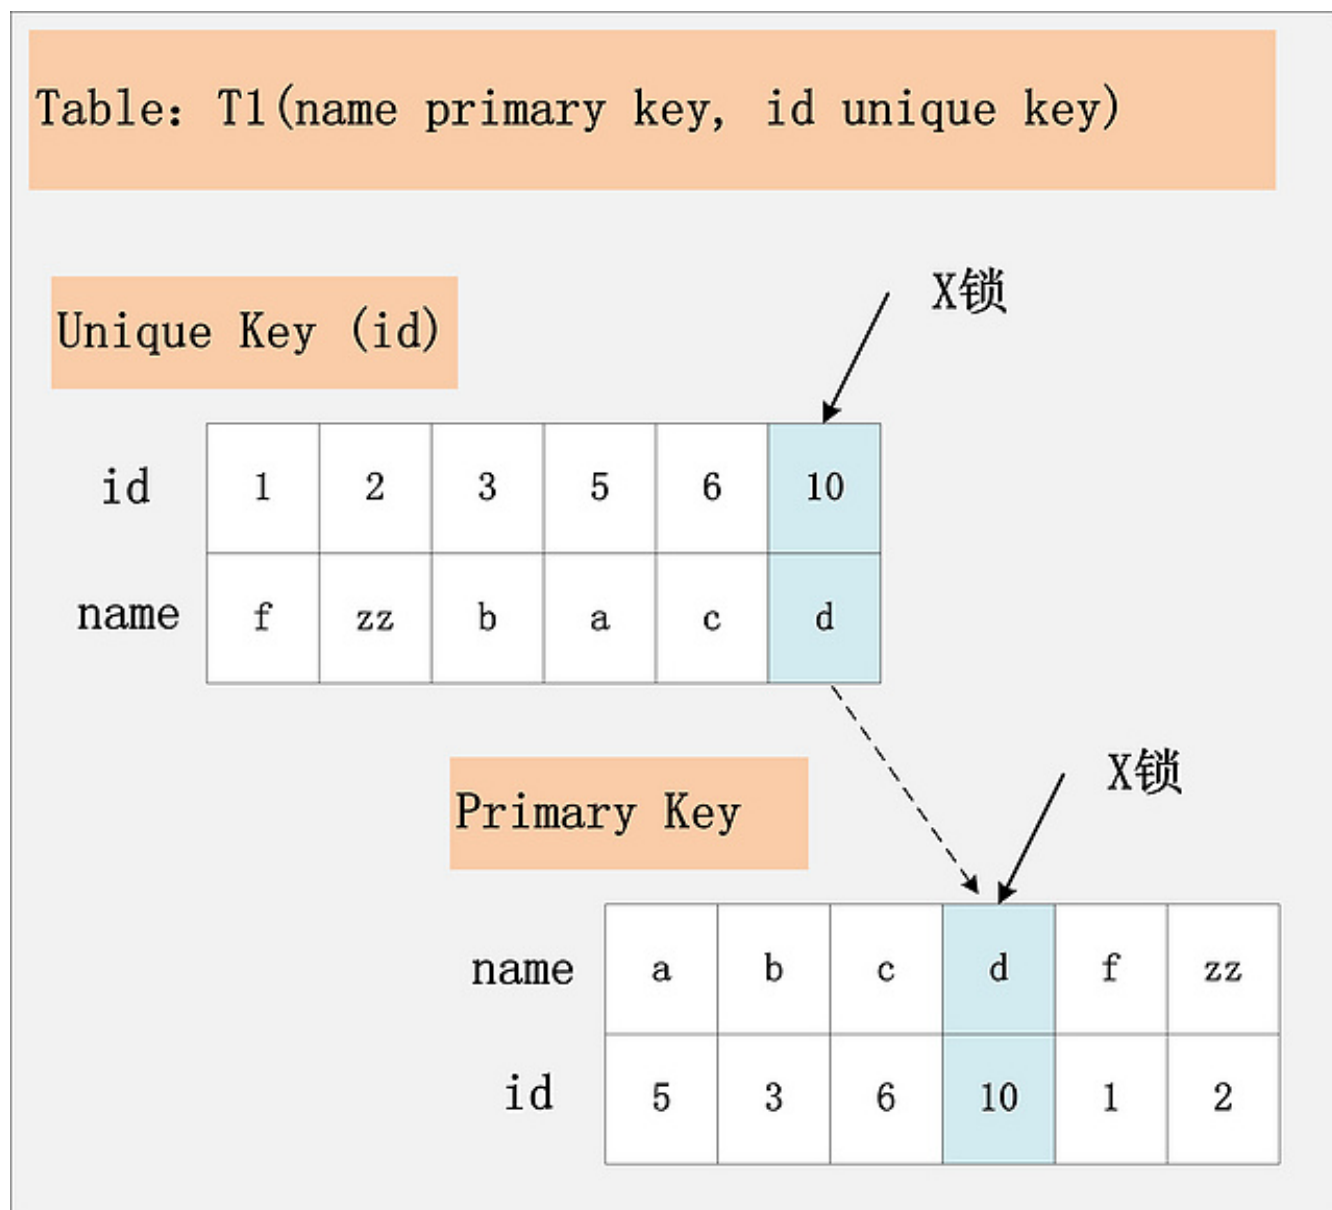 Table: T1(name primary key, id unique key)
X锁
Unique Key (id)
id 1 2 3 5 6 10
name f zz b a c d
X锁
Primary Key
name a b c d f zz
id 5 3 6 10 1 2